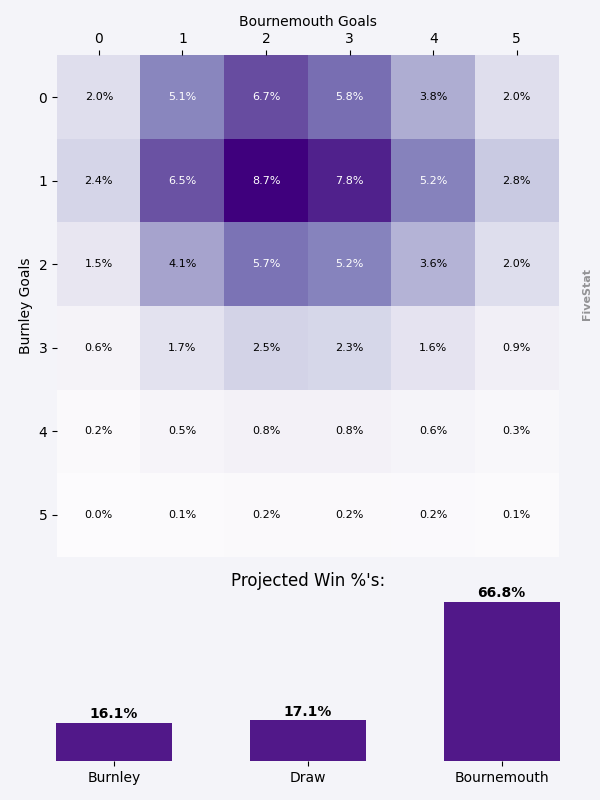 Bournemouth Goals
0 1 2 3 4 5
0 2.0% 5.1% 6.7% 5.8% 3.8% 2.0%
1 2.4% 6.5% 8.7% 7.8% 5.2% 2.8%
2 1.5% 4.1% 5.7% 5.2% 3.6% 2.0%
3 0.6% 1.7% 2.5% 2.3% 1.6% 0.9%
4 0.2% 0.5% 0.8% 0.8% 0.6% 0.3%
5 0.0% 0.1% 0.2% 0.2% 0.2% 0.1%
Burnley Goals
FiveStat
Projected Win %'s:
16.1% 17.1% 66.8%
Burnley Draw Bournemouth